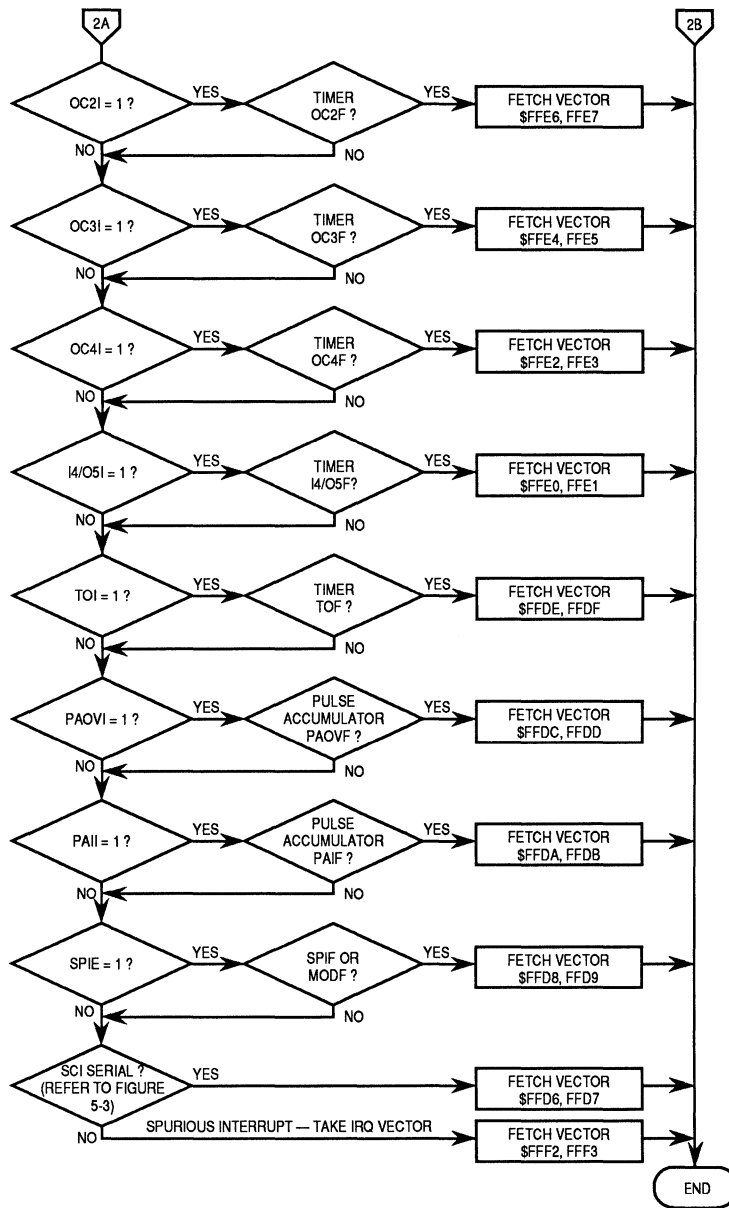 2A
2B
OC2I = 1 ?
YES
TIMER
OC2F ?
YES
FETCH VECTOR
$FFE6, FFE7
NO
NO
OC3I = 1 ?
YES
TIMER
OC3F ?
YES
FETCH VECTOR
$FFE4, FFE5
NO
NO
OC4I = 1 ?
YES
TIMER
OC4F ?
YES
FETCH VECTOR
$FFE2, FFE3
NO
NO
I4/O5I = 1 ?
YES
TIMER
I4/O5F?
YES
FETCH VECTOR
$FFE0, FFE1
NO
NO
TOI = 1 ?
YES
TIMER
TOF ?
YES
FETCH VECTOR
$FFDE, FFDF
NO
NO
PAOVI = 1 ?
YES
PULSE
ACCUMULATOR
PAOVF ?
YES
FETCH VECTOR
$FFDC, FFDD
NO
NO
PAII = 1 ?
YES
PULSE
ACCUMULATOR
PAIF ?
YES
FETCH VECTOR
$FFDA, FFDB
NO
NO
SPIE = 1 ?
YES
SPIF OR
MODF ?
YES
FETCH VECTOR
$FFD8, FFD9
NO
NO
SCI SERIAL ?
(REFER TO FIGURE
5-3)
YES
FETCH VECTOR
$FFD6, FFD7
NO
SPURIOUS INTERRUPT — TAKE IRQ VECTOR
FETCH VECTOR
$FFF2, FFF3
END